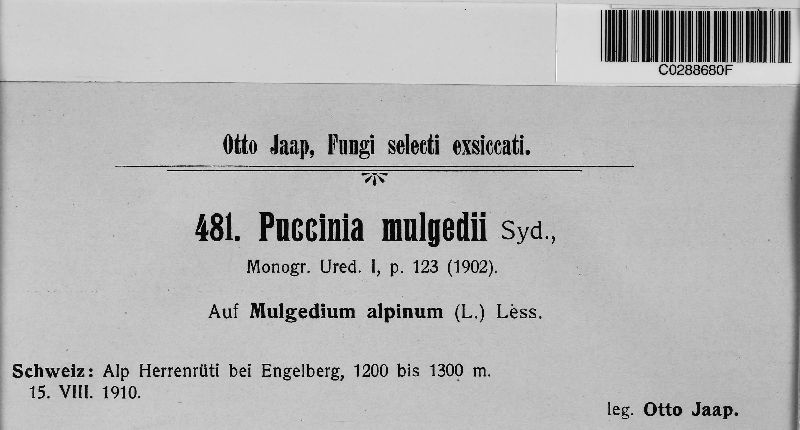 C0288680F
Otto Jaap, Fungi selecti exsiccati.
481. Puccinia mulgedii Syd.,
Monogr. Ured. I, p. 123 (1902).
Auf Mulgedium alpinum (L.) Lèss.
Schweiz: Alp Herrenrüti bei Engelberg, 1200 bis 1300 m.
15. VIII. 1910.
leg. Otto Jaap.